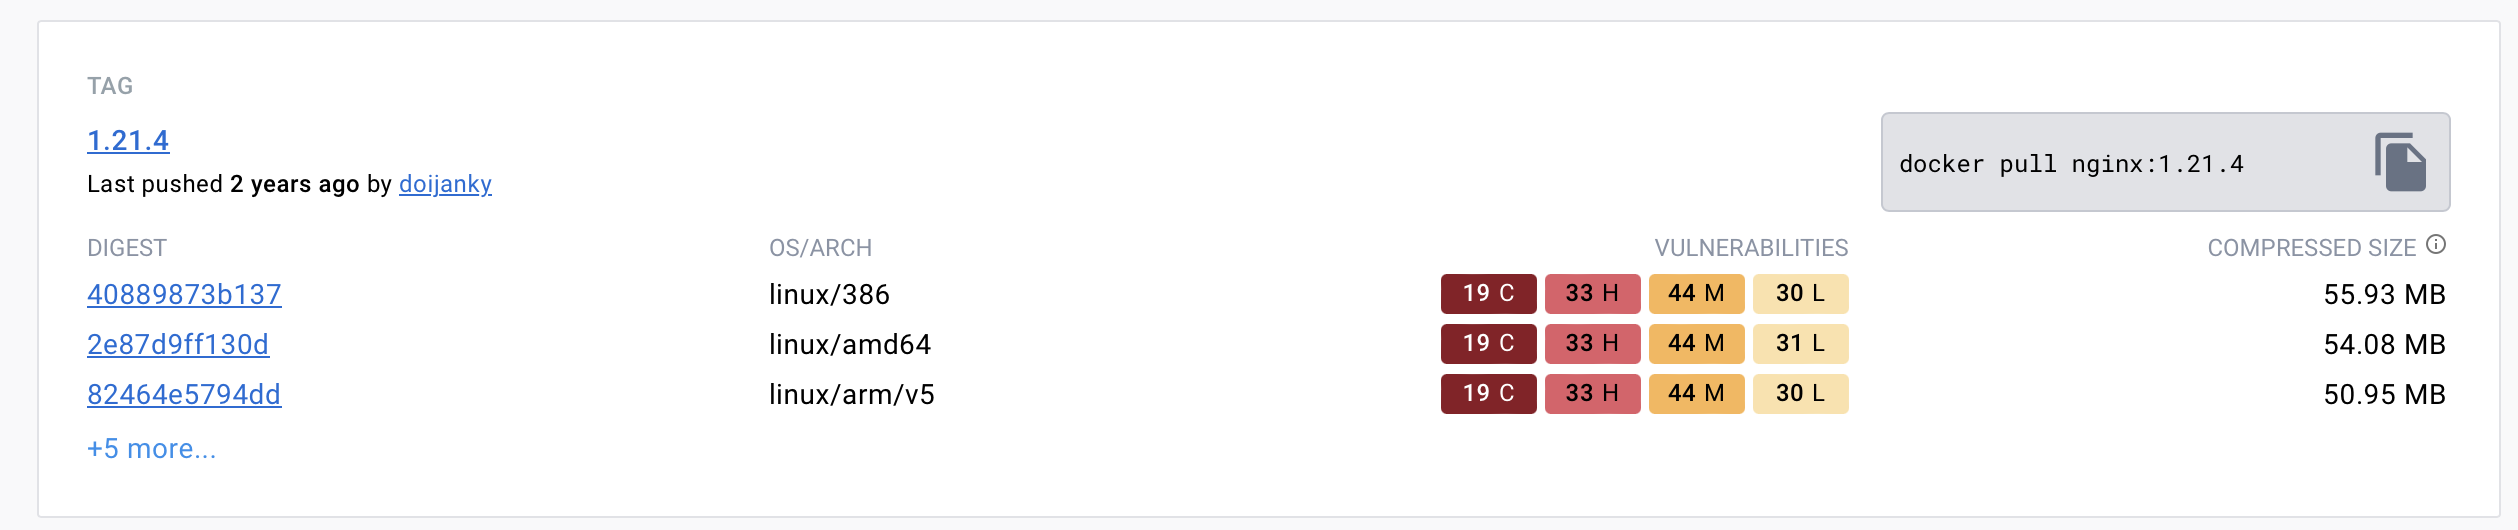 TAG
1.21.4
Last pushed 2 years ago by doijanky
docker pull nginx:1.21.4
DIGEST OS/ARCH VULNERABILITIES COMPRESSED SIZE
40889873b137 linux/386 19 C 33 H 44 M 30 L 55.93 MB
2e87d9ff130d linux/amd64 19 C 33 H 44 M 31 L 54.08 MB
82464e5794dd linux/arm/v5 19 C 33 H 44 M 30 L 50.95 MB
+5 more...